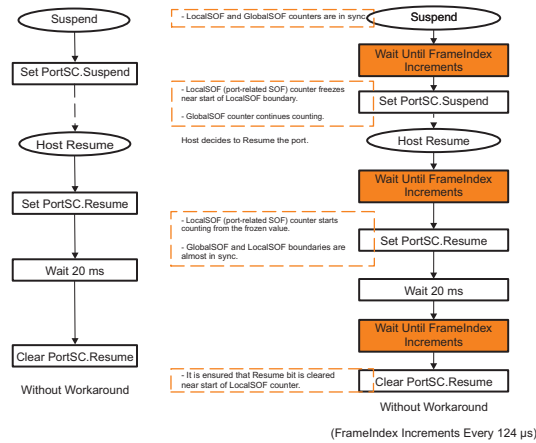 Suspend
Set PortSC.Suspend
Host Resume
Set PortSC.Resume
Wait 20 ms
Clear PortSC.Resume
Without Workaround
- LocalSOF and GlobalSOF counters are in sync
Suspend
Wait Until FrameIndex
Increments
- LocalSOF (port-related SOF) counter freezes
near start of LocalSOF boundary.
- GlobalSOF counter continues counting.
Set PortSC.Suspend
Host decides to Resume the port.
Host Resume
Wait Until FrameIndex
Increments
- LocalSOF (port-related SOF) counter starts
counting from the frozen value.
- GlobalSOF and LocalSOF boundaries are
almost in sync.
Set PortSC.Resume
Wait 20 ms
Wait Until FrameIndex
Increments
- It is ensured that Resume bit is cleared
near start of LocalSOF counter.
Clear PortSC.Resume
Without Workaround
(FrameIndex Increments Every 124 µs)